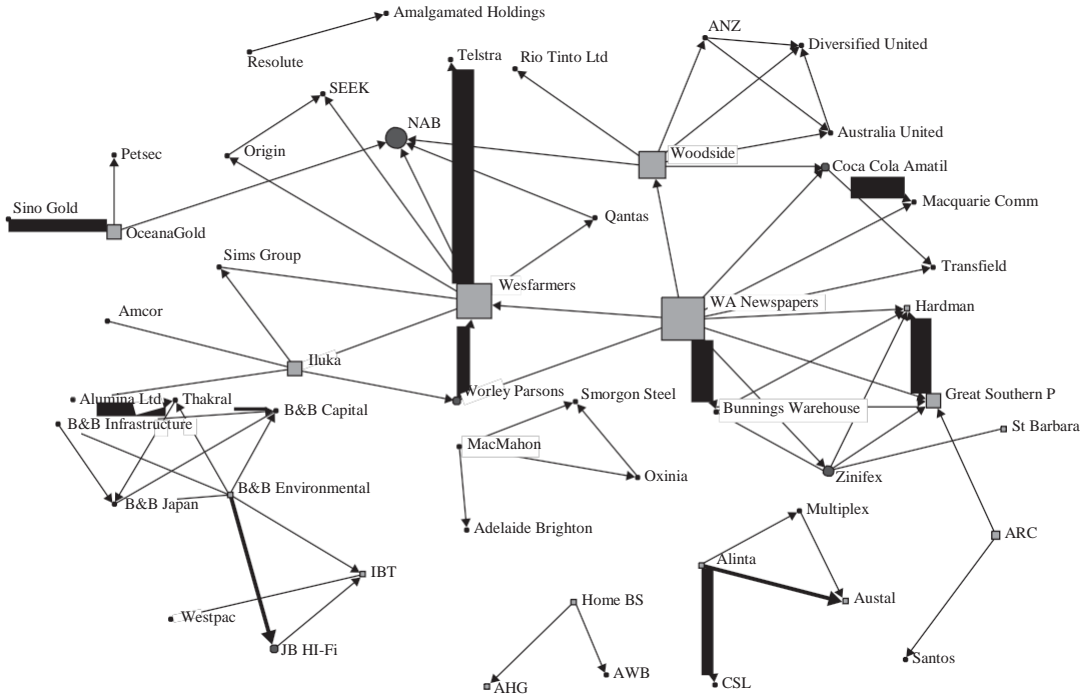 Amalgamated Holdings
Resolute
Telstra
Rio Tinto Ltd
ANZ
Diversified United
SEEK
NAB
Australia United
Petsec
Origin
Woodside
Coca Cola Amatil
Sino Gold
OceanaGold
Macquarie Comm
Qantas
Sims Group
Transfield
Wesfarmers
WA Newspapers
Hardman
Amcor
Iluka
Alumina Ltd
Thakral
B&B Capital
Worley Parsons
Smorgon Steel
Bunnings Warehouse
Great Southern P
B&B Infrastructure
St Barbara
MacMahon
Oxinia
Zinifex
B&B Environmental
B&B Japan
Adelaide Brighton
Multiplex
ARC
Alinta
IBT
Westpac
Home BS
Austal
JB HI-Fi
Santos
AHG
AWB
CSL